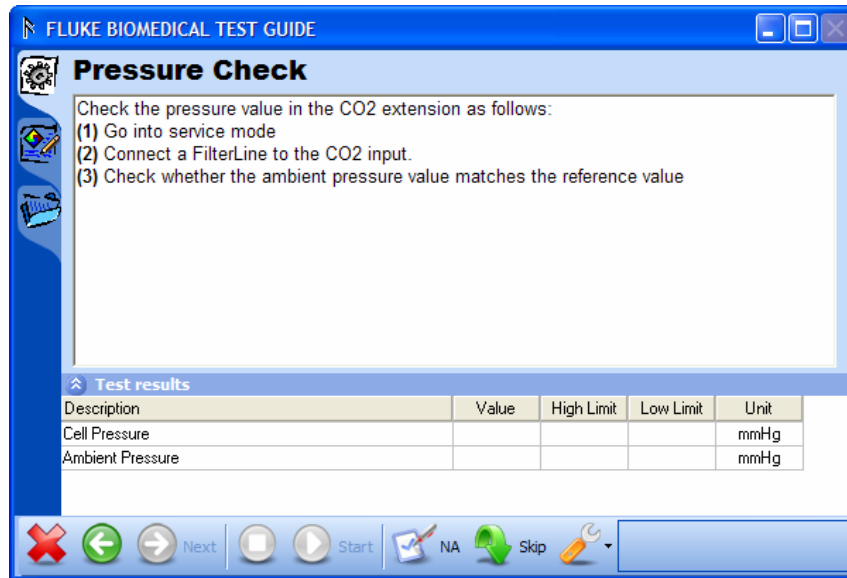 FLUKE BIOMEDICAL TEST GUIDE
Pressure Check
Check the pressure value in the CO2 extension as follows:
(1) Go into service mode
(2) Connect a FilterLine to the CO2 input.
(3) Check whether the ambient pressure value matches the reference value
Test results
Description Value High Limit Low Limit Unit
Cell Pressure mmHg
Ambient Pressure mmHg
Next Start NA Skip